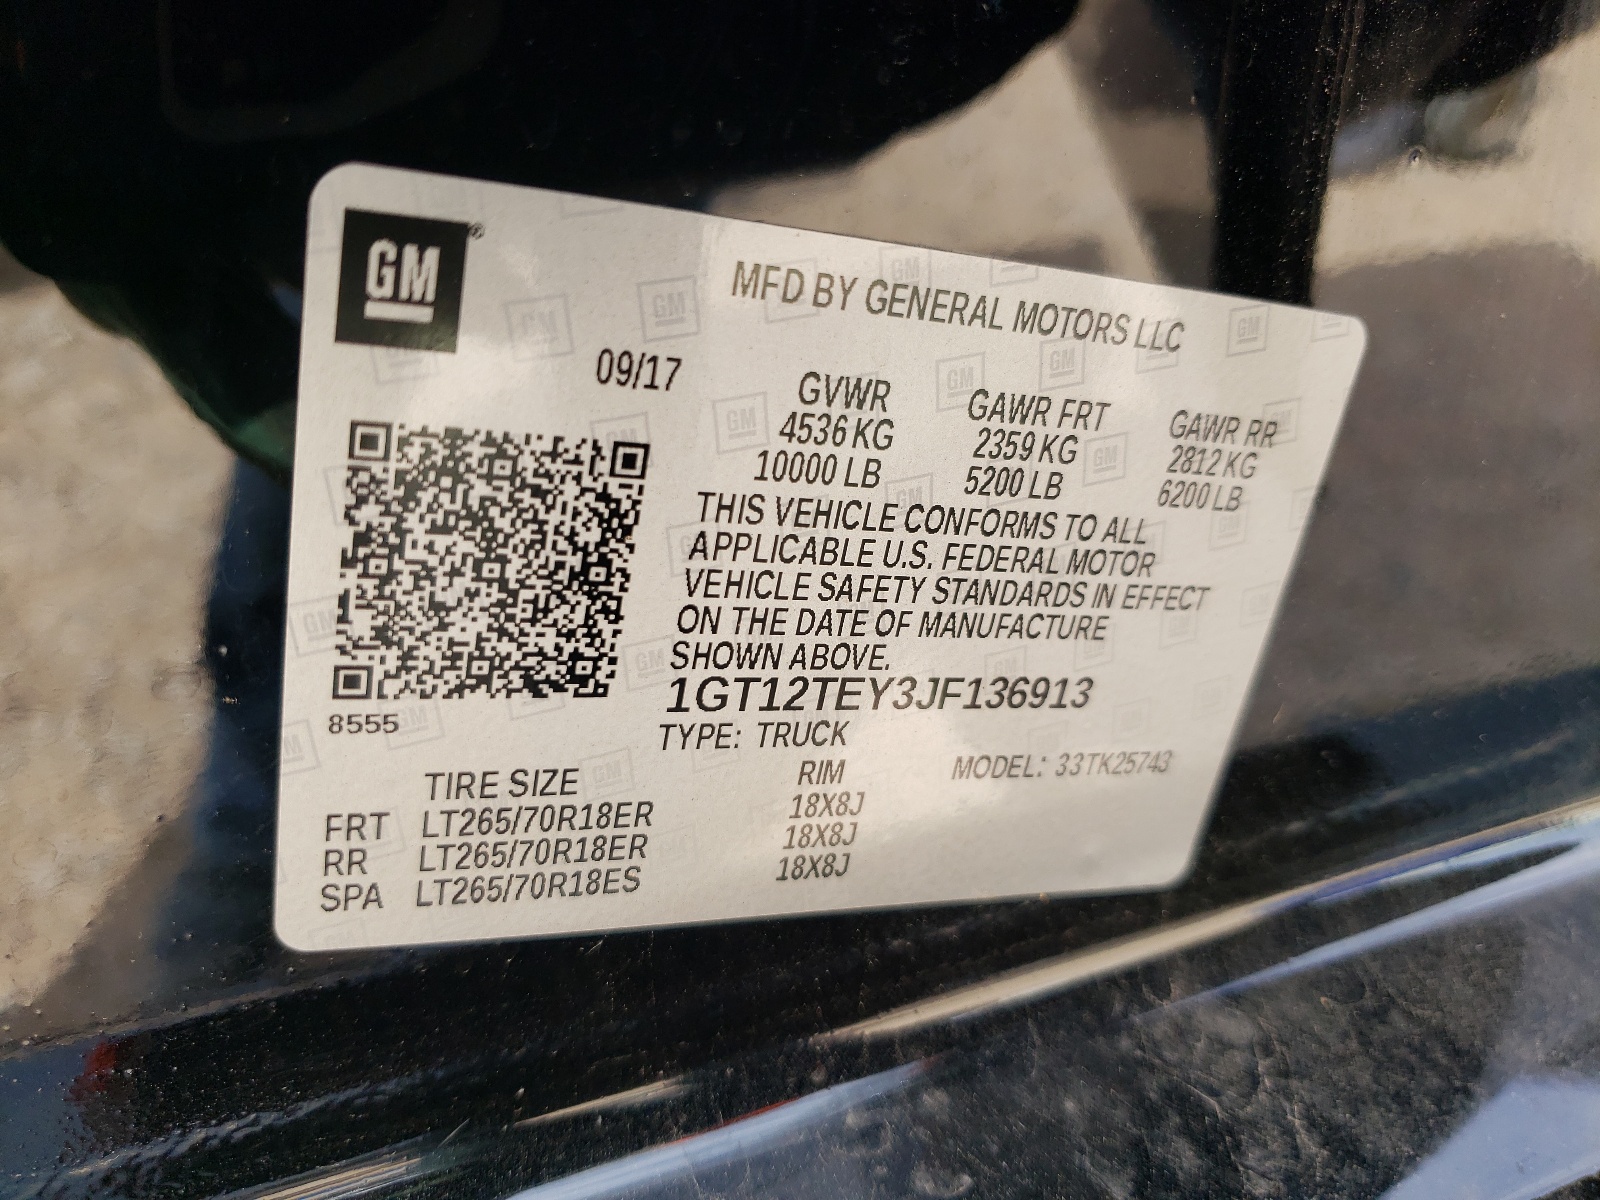 GM®
MFD BY GENERAL MOTORS LLC
09/17
GVWR GAWR FRT GAWR RR
4536 KG 2359 KG 2812 KG
10000 LB 5200 LB 6200 LB
THIS VEHICLE CONFORMS TO ALL
APPLICABLE U.S. FEDERAL MOTOR
VEHICLE SAFETY STANDARDS IN EFFECT
ON THE DATE OF MANUFACTURE
SHOWN ABOVE.
1GT12TEY3JF136913
8555
TYPE: TRUCK
MODEL: 33TK25743
TIRE SIZE RIM
FRT LT265/70R18ER 18X8J
RR LT265/70R18ER 18X8J
SPA LT265/70R18ES 18X8J